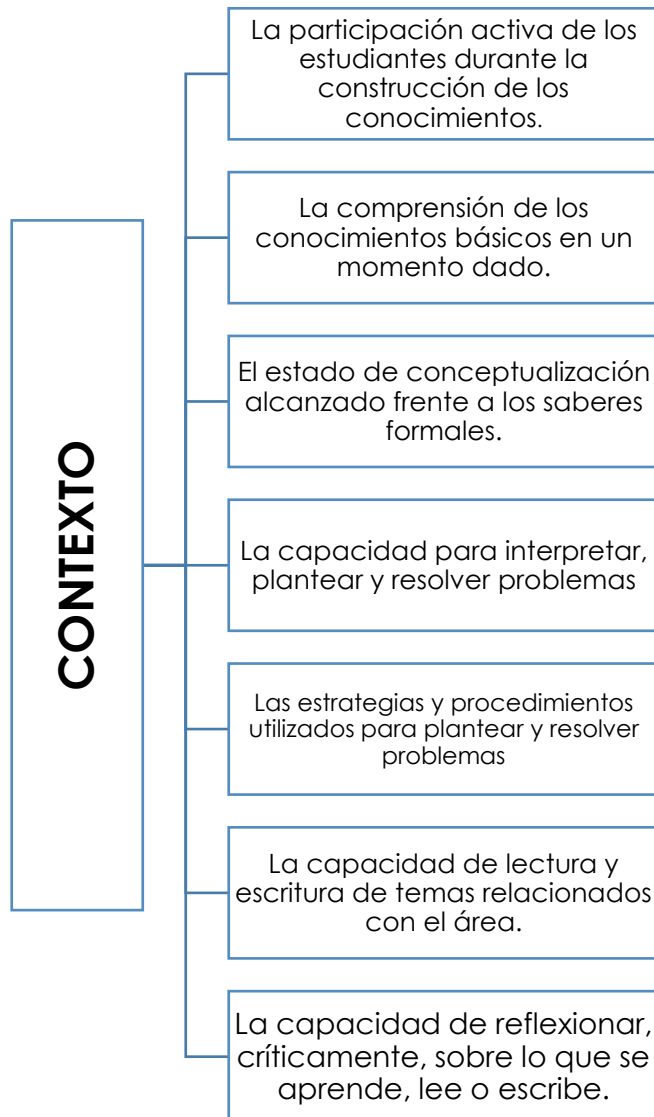 CONTEXTO
La participación activa de los
estudiantes durante la
construcción de los
conocimientos.
La comprensión de los
conocimientos básicos en un
momento dado.
El estado de conceptualización
alcanzado frente a los saberes
formales.
La capacidad para interpretar,
plantear y resolver problemas
Las estrategias y procedimientos
utilizados para plantear y resolver
problemas
La capacidad de lectura y
escritura de temas relacionados
con el área.
La capacidad de reflexionar,
críticamente, sobre lo que se
aprende, lee o escribe.